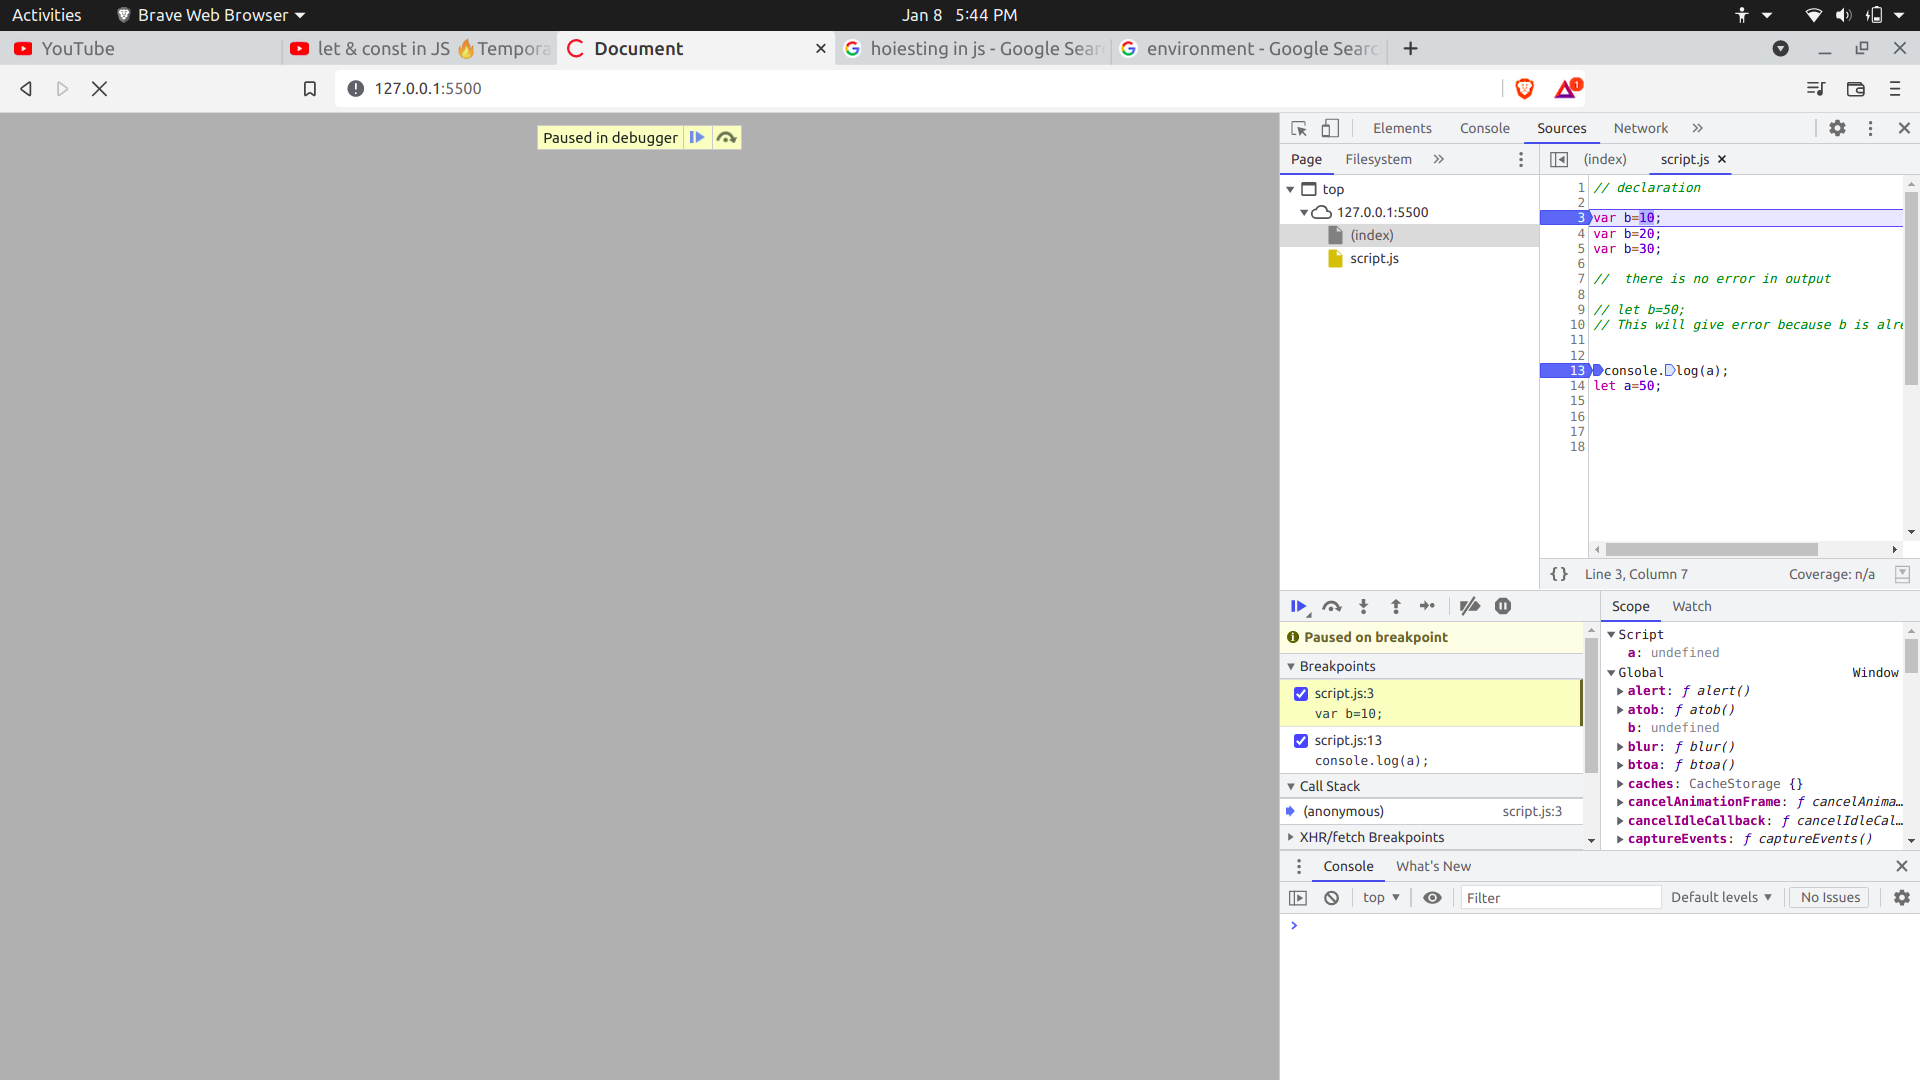 Activities
Brave Web Browser
Jan 8 5:44 PM
YouTube
let & const in JS 🔥Tempora
Document
hoiesting in js - Google Sear
environment - Google Searc
127.0.0.1:5500
1
Paused in debugger
Elements
Console
Sources
Network
Page
Filesystem
(index)
script.js
top
127.0.0.1:5500
(index)
script.js
1 // declaration
2
3 var b=10;
4 var b=20;
5 var b=30;
6
7 //  there is no error in output
8
9 // let b=50;
10 // This will give error because b is alre
11
12
13 console.log(a);
14 let a=50;
15
16
17
18
{} Line 3, Column 7
Coverage: n/a
Paused on breakpoint
Breakpoints
script.js:3
var b=10;
script.js:13
console.log(a);
Call Stack
(anonymous)
script.js:3
XHR/fetch Breakpoints
Scope
Watch
Script
a: undefined
Global
Window
alert: ƒ alert()
atob: ƒ atob()
b: undefined
blur: ƒ blur()
btoa: ƒ btoa()
caches: CacheStorage {}
cancelAnimationFrame: ƒ cancelAnima…
cancelIdleCallback: ƒ cancelIdleCal…
captureEvents: ƒ captureEvents()
Console
What's New
top
Filter
Default levels
No Issues